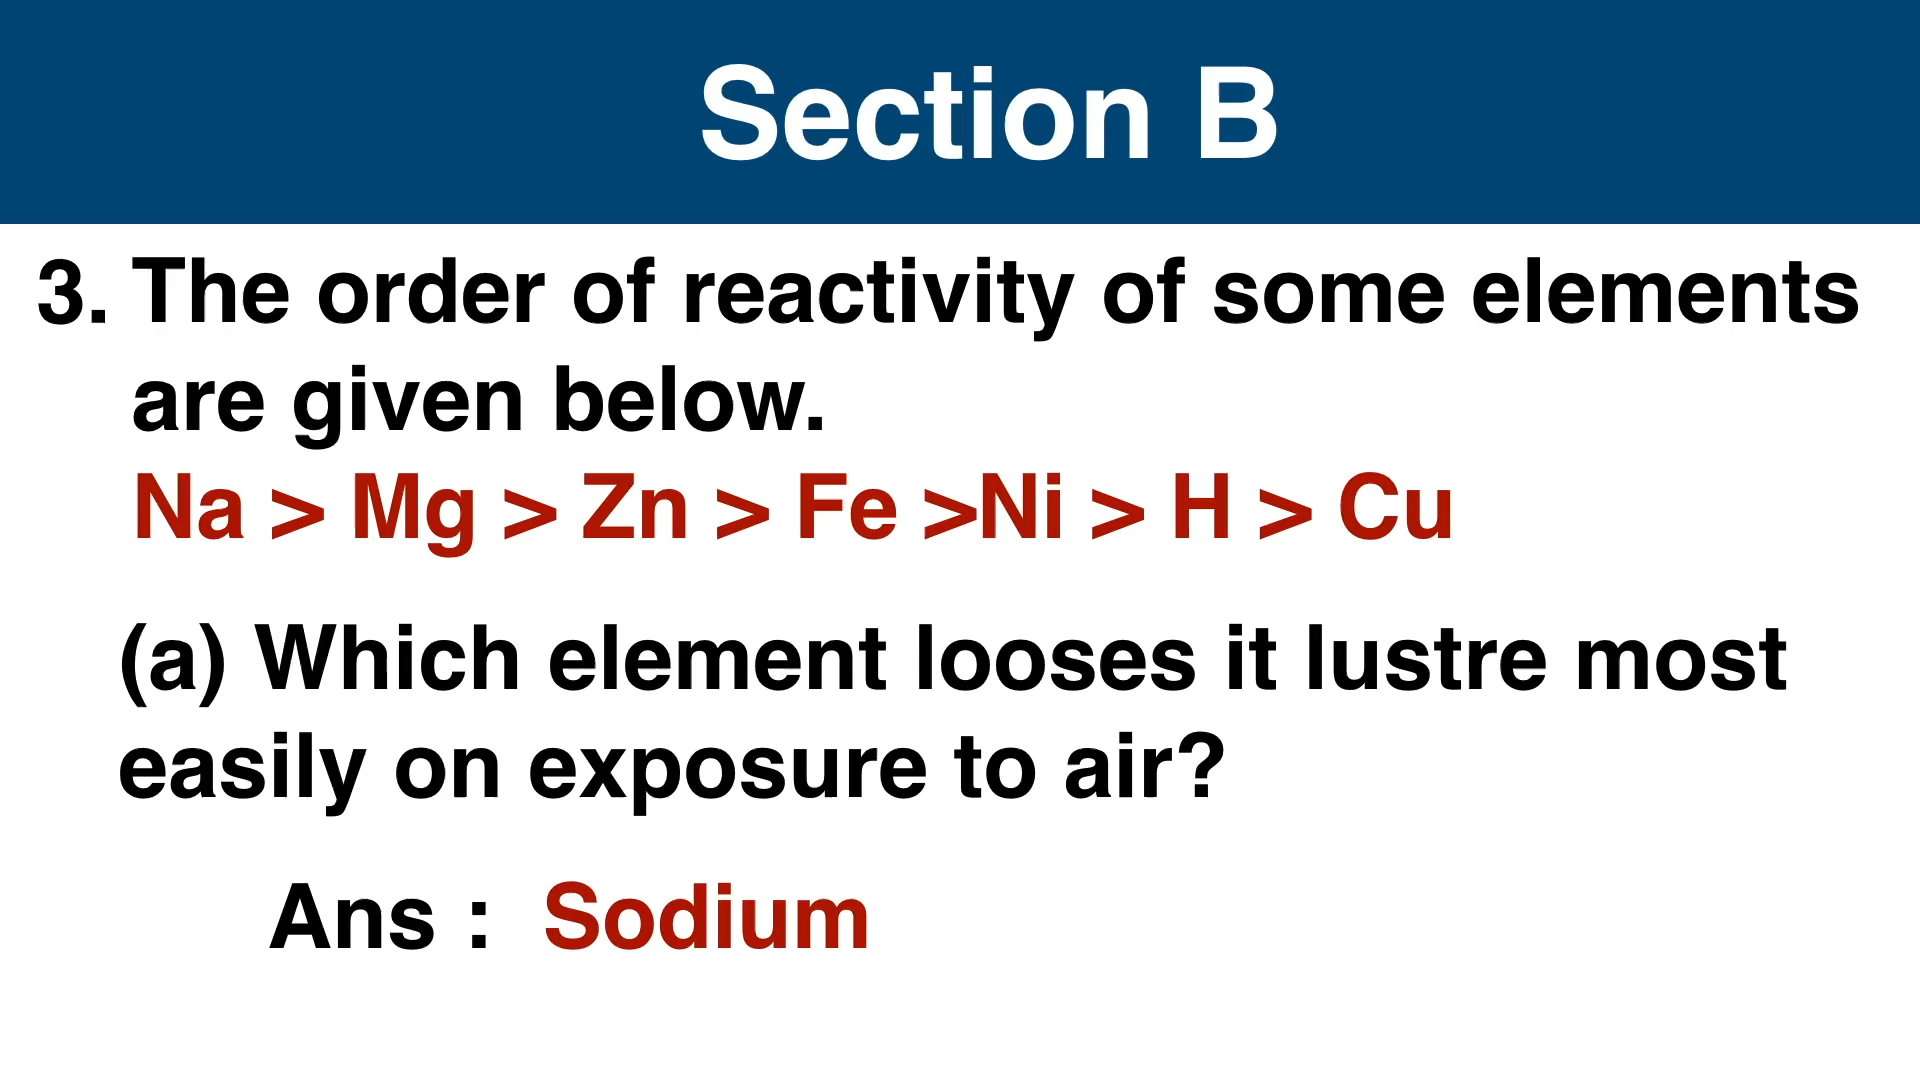 Section B
3. The order of reactivity of some elements
are given below.
Na > Mg > Zn > Fe >Ni > H > Cu
(a) Which element looses it lustre most
easily on exposure to air?
Ans : Sodium